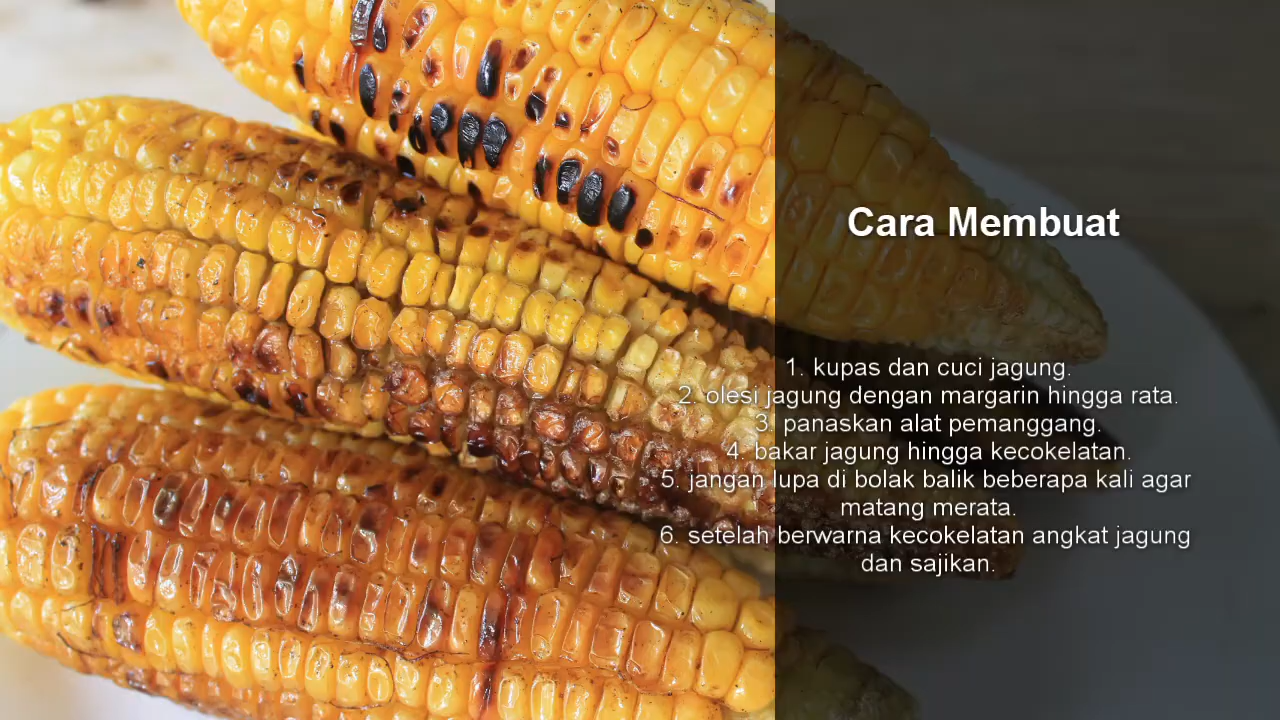 Cara Membuat
1. kupas dan cuci jagung.
2. olesi jagung dengan margarin hingga rata.
3. panaskan alat pemanggang.
4. bakar jagung hingga kecokelatan.
5. jangan lupa di bolak balik beberapa kali agar
matang merata.
6. setelah berwarna kecokelatan angkat jagung
dan sajikan.